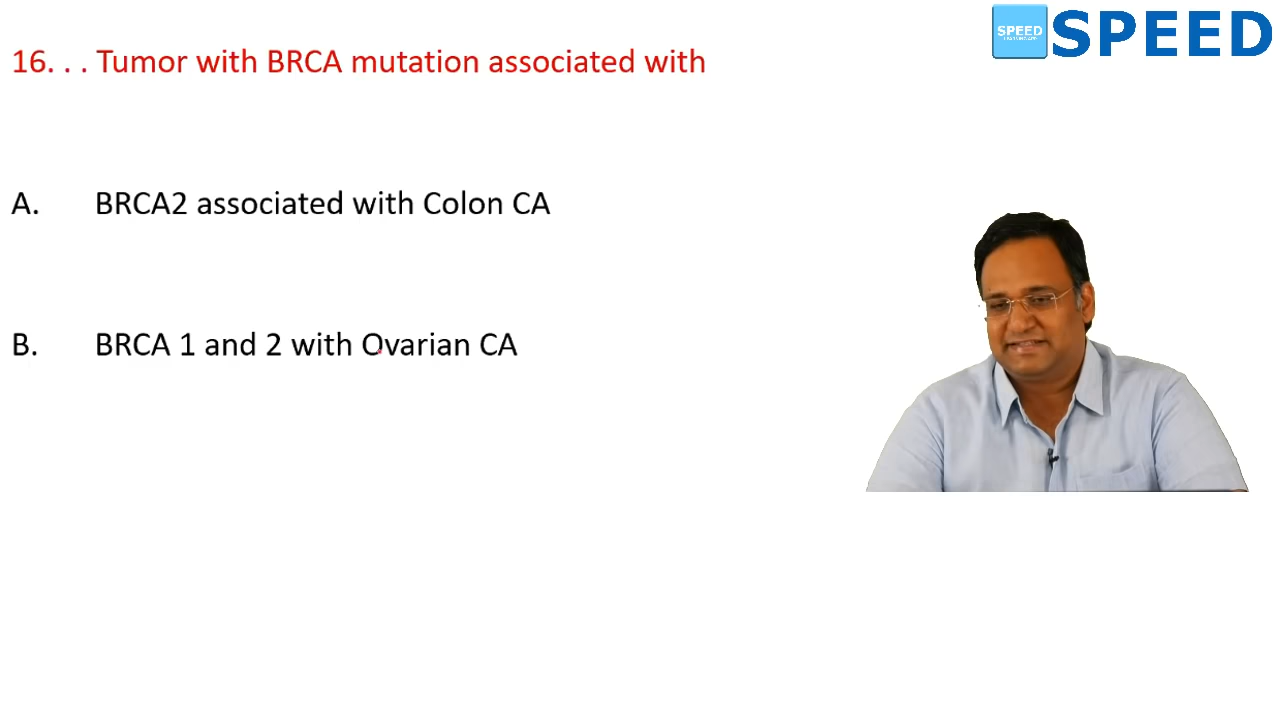 SPEED
SPEED
16. . . Tumor with BRCA mutation associated with
A. BRCA2 associated with Colon CA
B. BRCA 1 and 2 with Ovarian CA